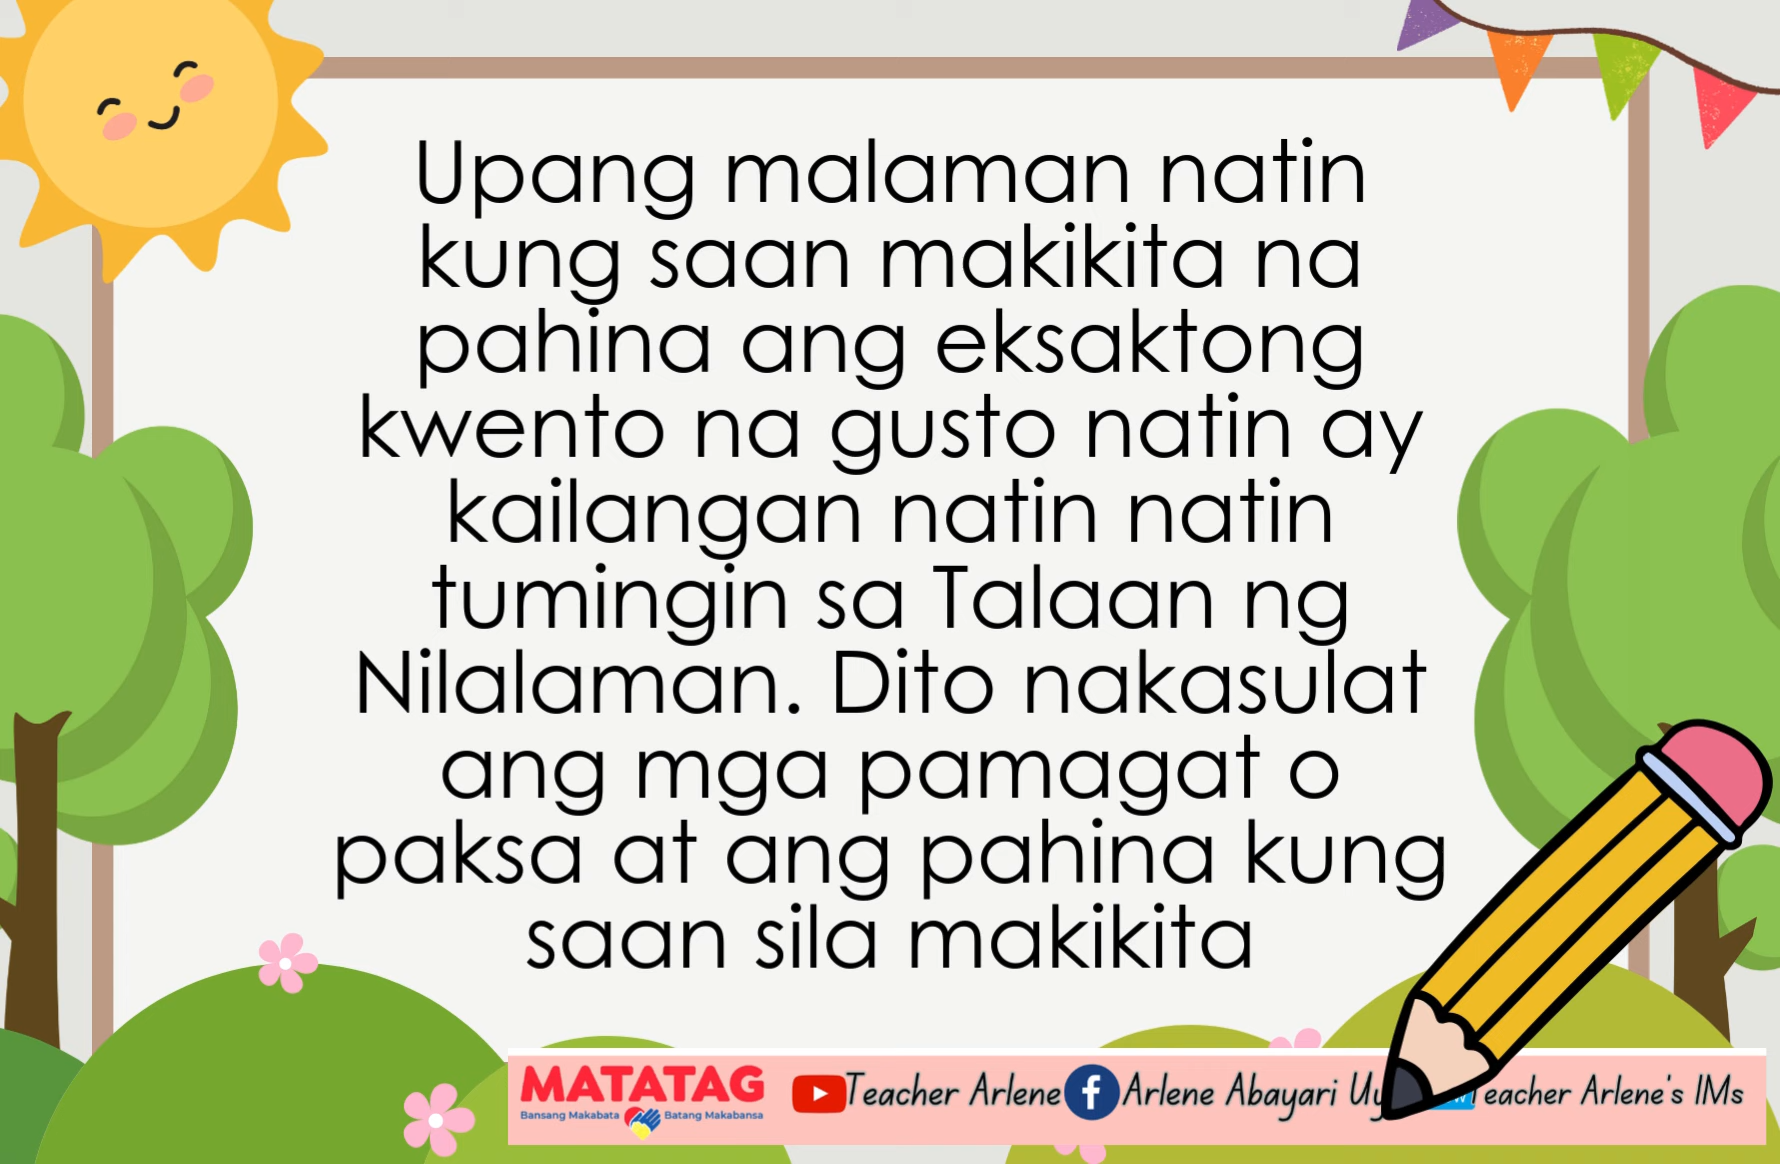 Upang malaman natin
kung saan makikita na
pahina ang eksaktong
kwento na gusto natin ay
kailangan natin natin
tumingin sa Talaan ng
Nilalaman. Dito nakasulat
ang mga pamagat o
paksa at ang pahina kung
saan sila makikita
MATATAG
Bansang Makabata Batang Makabansa
Teacher Arlene
f Arlene Abayari Uy
Teacher Arlene's IMs